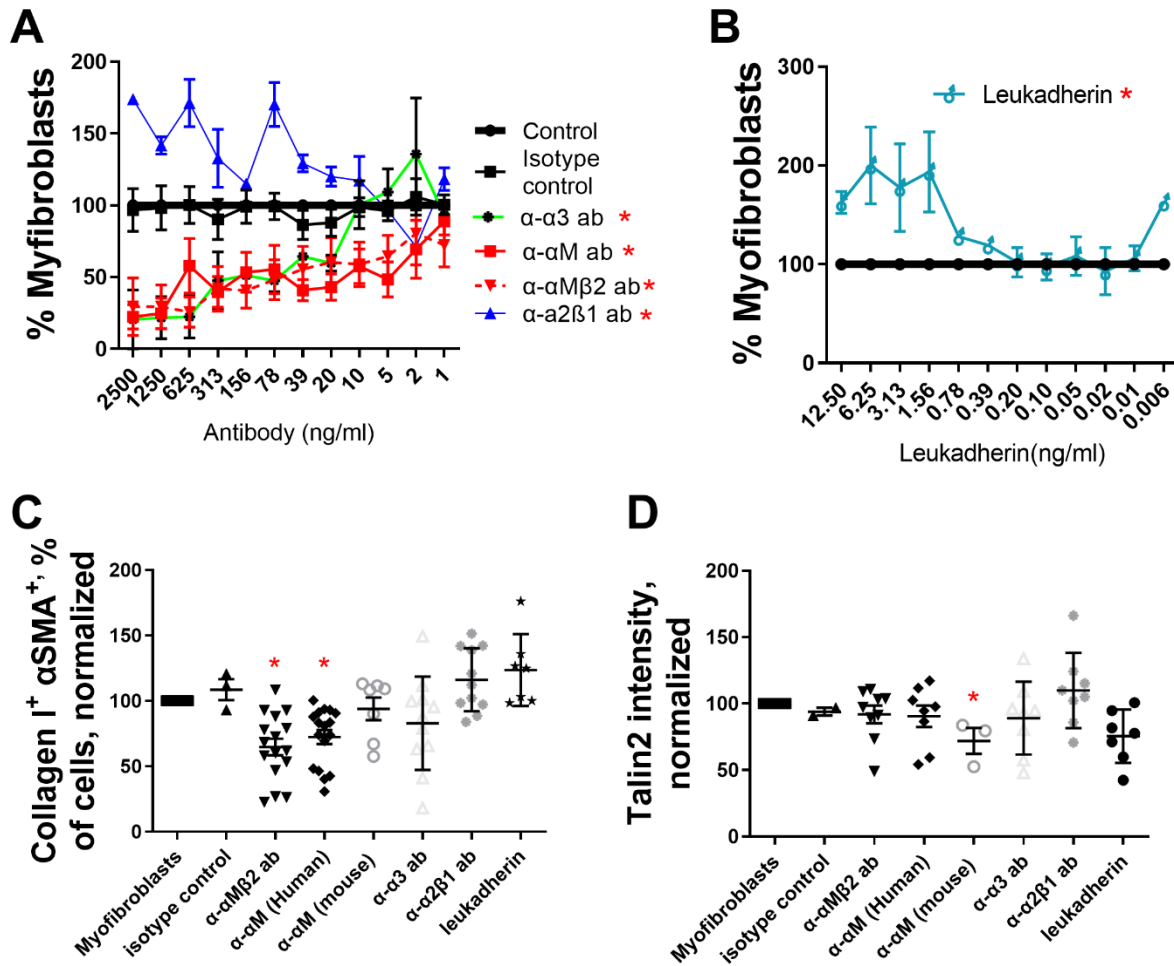 A
% Myfibroblasts
200
150
100
50
0
2500
1250
625
313
156
78
39
20
10
5
2
1
Antibody (ng/ml)
Control
Isotype
control
α-α3 ab *
α-αM ab *
α-αMβ2 ab*
α-a2ß1 ab *
B
% Myofibroblasts
300
200
100
0
Leukadherin *
12.50
6.25
3.13
1.56
0.78
0.39
0.20
0.10
0.05
0.02
0.01
0.006
Leukadherin(ng/ml)
C
Collagen I+ αSMA+, %
of cells, normalized
200
150
100
50
0
* *
Myofibroblasts
isotype control
α-αMβ2 ab
α-αM (Human)
α-αM (mouse)
α-α3 ab
α-α2β1 ab
leukadherin
D
Talin2 intensity,
normalized
200
150
100
50
0
*
Myofibroblasts
isotype control
α-αMβ2 ab
α-αM (Human)
α-αM (mouse)
α-α3 ab
α-α2β1 ab
leukadherin